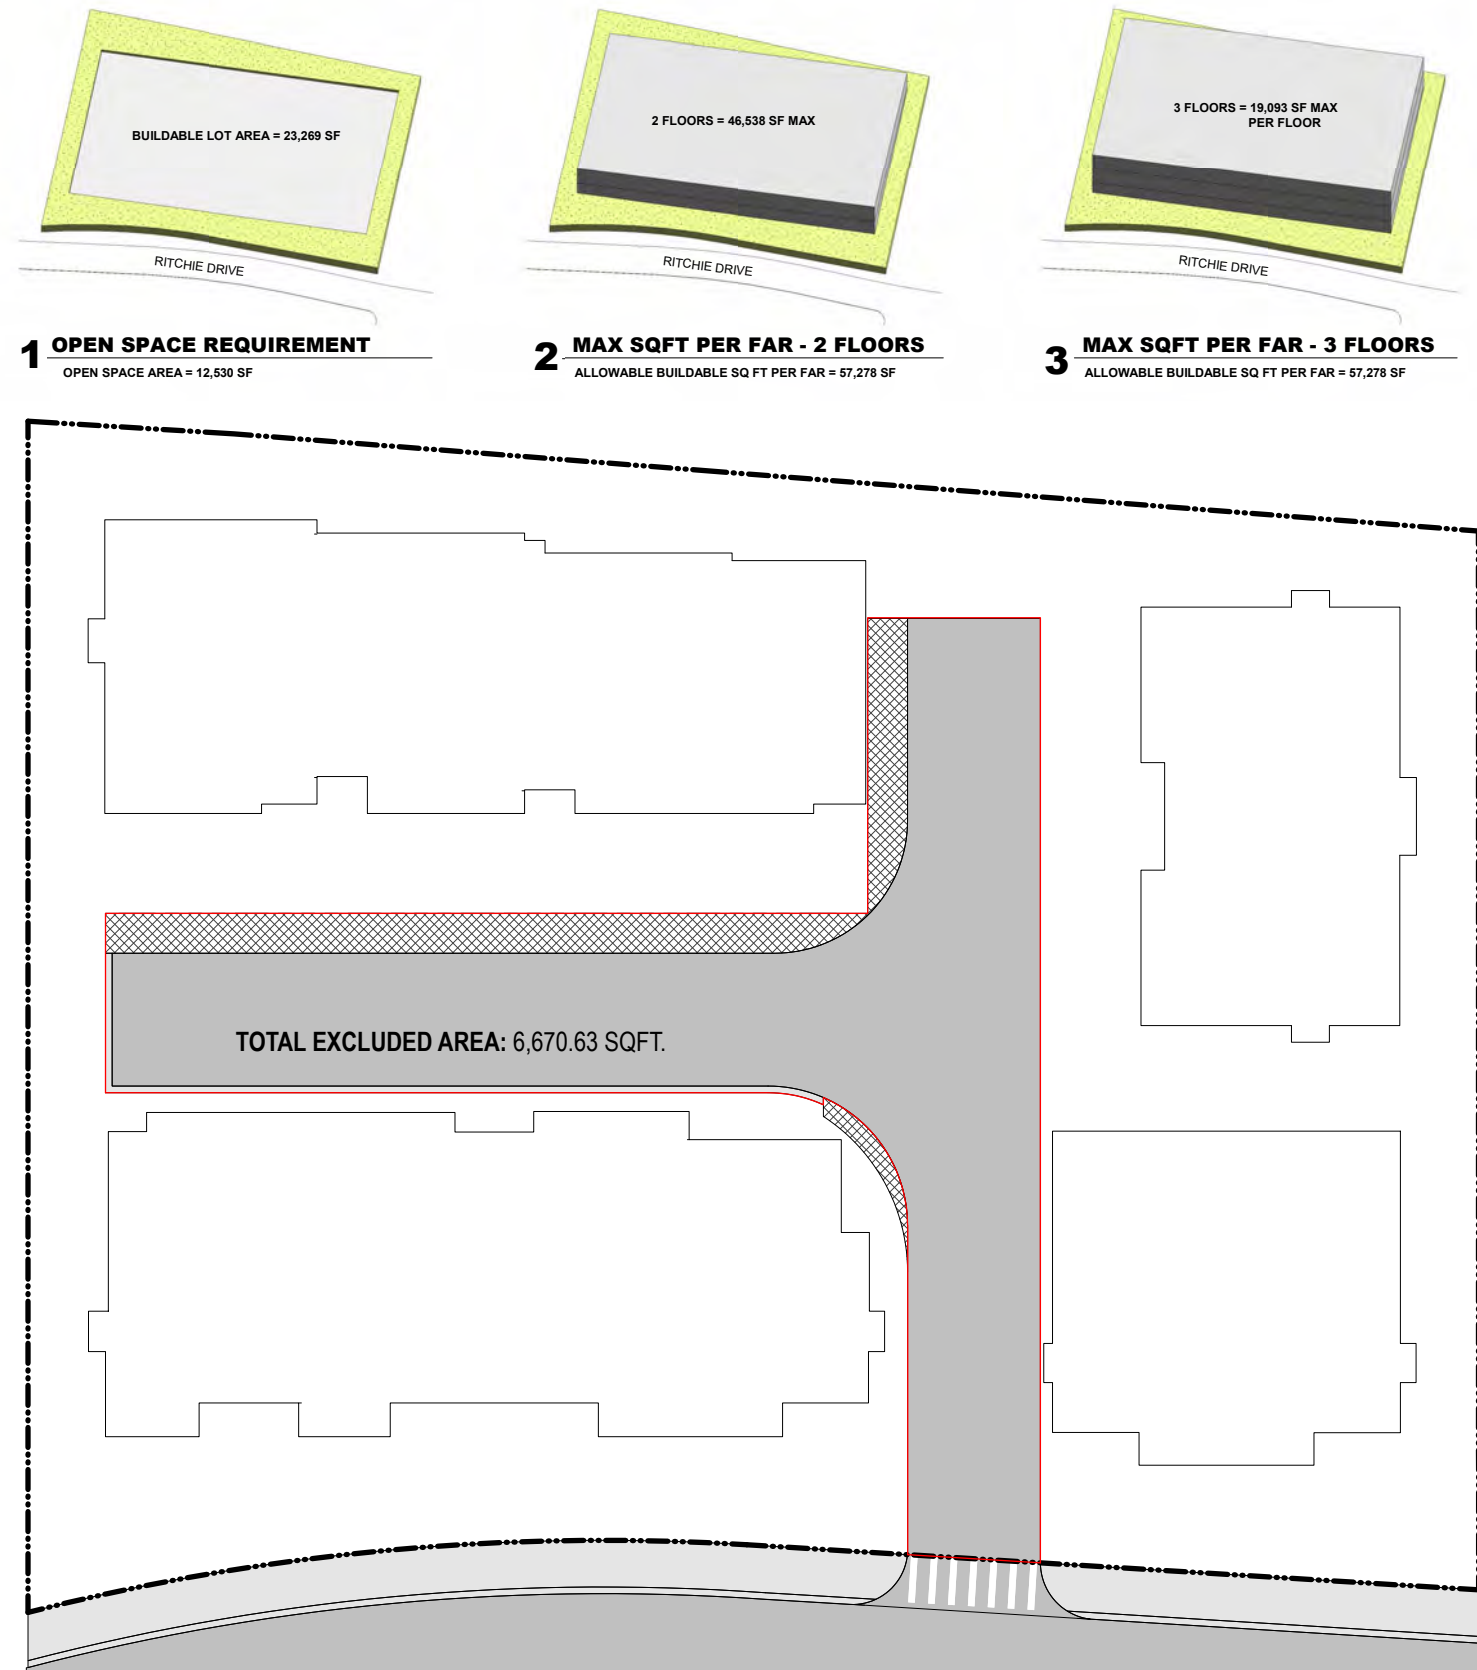 BUILDABLE LOT AREA = 23,269 SF
RITCHIE DRIVE
1 OPEN SPACE REQUIREMENT
OPEN SPACE AREA = 12,530 SF
2 FLOORS = 46,538 SF MAX
RITCHIE DRIVE
2 MAX SQFT PER FAR - 2 FLOORS
ALLOWABLE BUILDABLE SQ FT PER FAR = 57,278 SF
3 FLOORS = 19,093 SF MAX
PER FLOOR
RITCHIE DRIVE
3 MAX SQFT PER FAR - 3 FLOORS
ALLOWABLE BUILDABLE SQ FT PER FAR = 57,278 SF
TOTAL EXCLUDED AREA: 6,670.63 SQFT.